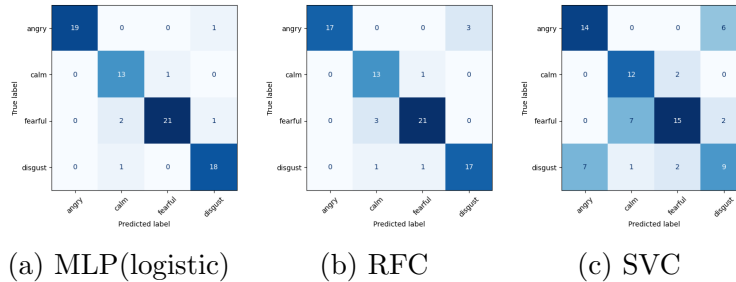 angry 19 0 0 1
calm 0 13 1 0
fearful 0 2 21 1
disgust 0 1 0 18
angry calm fearful disgust
True label
Predicted label
(a) MLP(logistic)
angry 17 0 0 3
calm 0 13 1 0
fearful 0 3 21 0
disgust 0 1 1 17
angry calm fearful disgust
True label
Predicted label
(b) RFC
angry 14 0 0 6
calm 0 12 2 0
fearful 0 7 15 2
disgust 7 1 2 9
angry calm fearful disgust
True label
Predicted label
(c) SVC